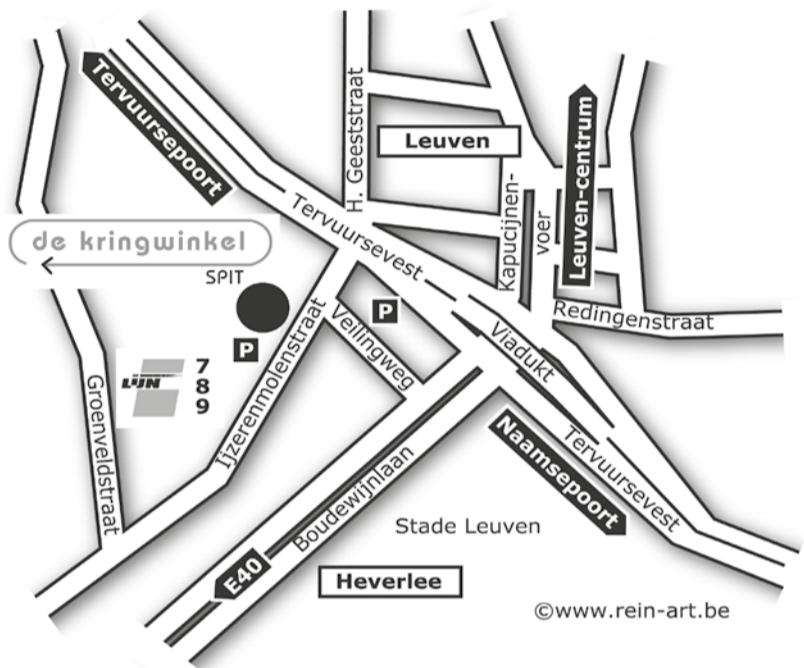 Tervuursepoort
H. Geeststraat
Leuven
Kapucijnen-
voer
Leuven-centrum
de kringwinkel
SPIT
Tervuursevest
P
P
Veilingweg
Viadukt
Redingenstraat
LIJN
7
8
9
Groenveldstraat
Ijzerenmolenstraat
Boudewijnlaan
Naamsepoort
Tervuursevest
Stade Leuven
E40
Heverlee
©www.rein-art.be